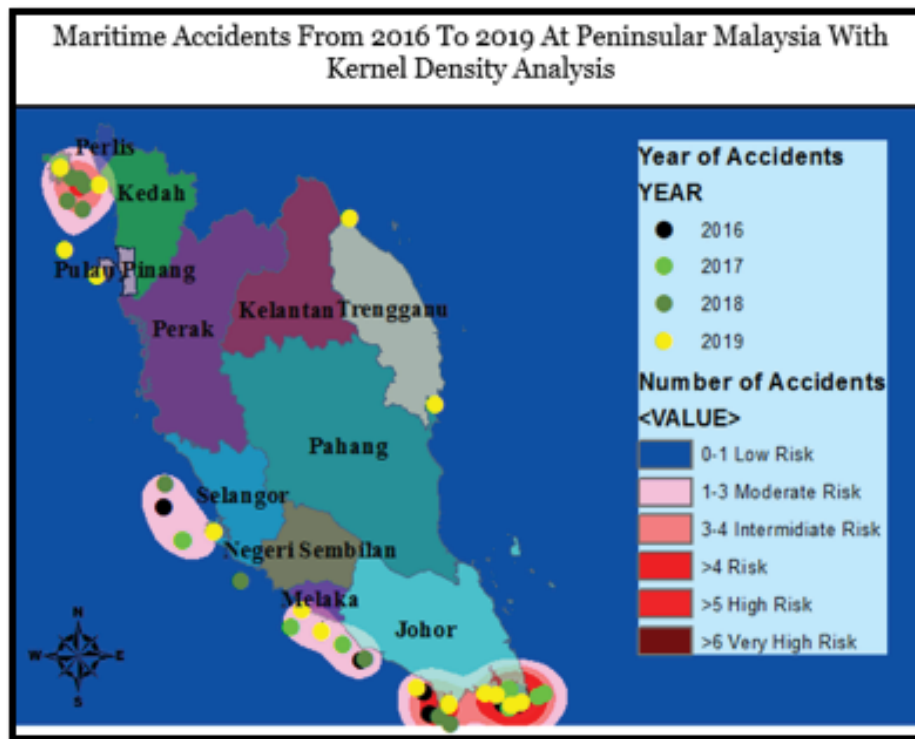 Maritime Accidents From 2016 To 2019 At Peninsular Malaysia With
Kernel Density Analysis
Perlis
Kedah
Pulau Pinang
Perak
Kelantan
Trengganu
Pahang
Selangor
Negeri Sembilan
Melaka
Johor
N
W
E
S
Year of Accidents
YEAR
2016
2017
2018
2019
Number of Accidents
<VALUE>
0-1 Low Risk
1-3 Moderate Risk
3-4 Intermidiate Risk
>4 Risk
>5 High Risk
>6 Very High Risk